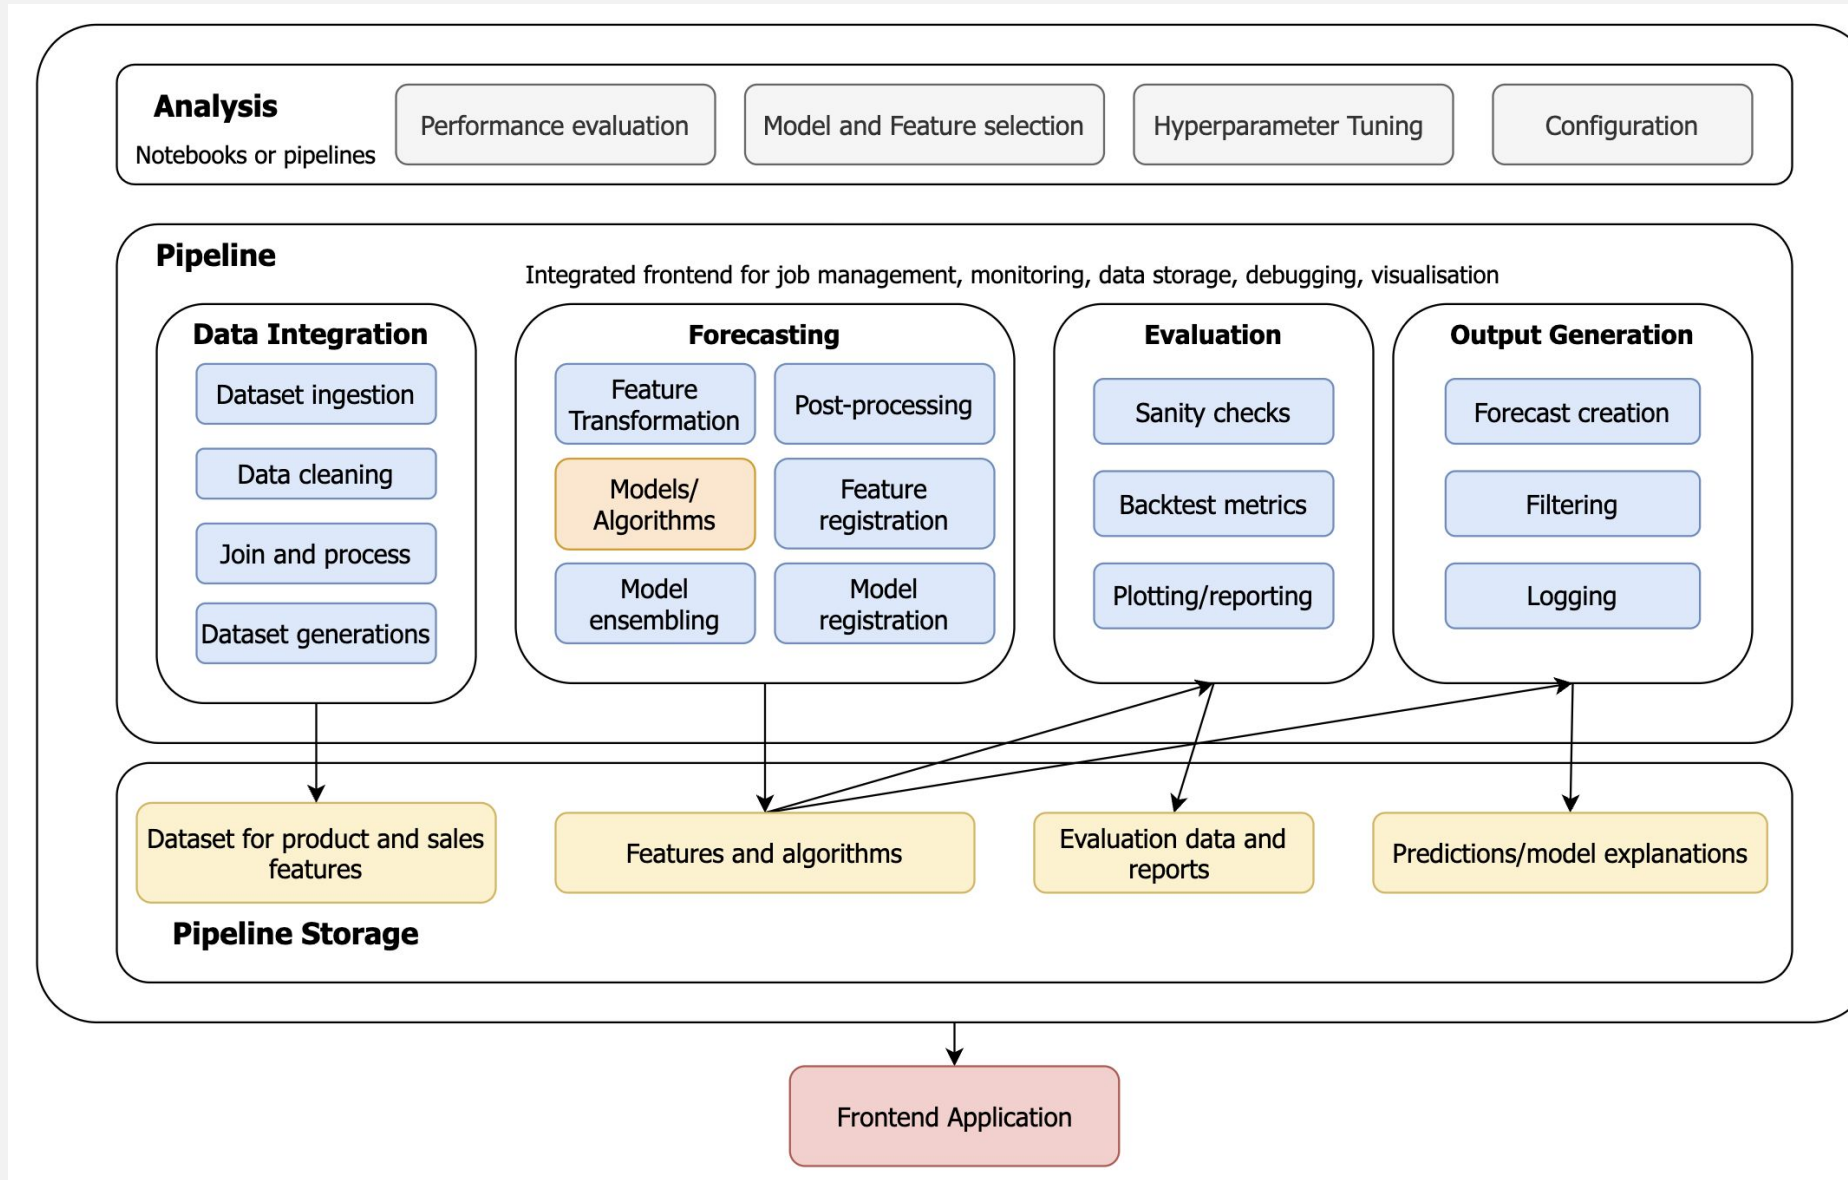 Analysis
Notebooks or pipelines
Performance evaluation
Model and Feature selection
Hyperparameter Tuning
Configuration
Pipeline
Integrated frontend for job management, monitoring, data storage, debugging, visualisation
Data Integration
Dataset ingestion
Data cleaning
Join and process
Dataset generations
Forecasting
Feature
Transformation
Post-processing
Models/
Algorithms
Feature
registration
Model
ensembling
Model
registration
Evaluation
Sanity checks
Backtest metrics
Plotting/reporting
Output Generation
Forecast creation
Filtering
Logging
Dataset for product and sales
features
Features and algorithms
Evaluation data and
reports
Predictions/model explanations
Pipeline Storage
Frontend Application